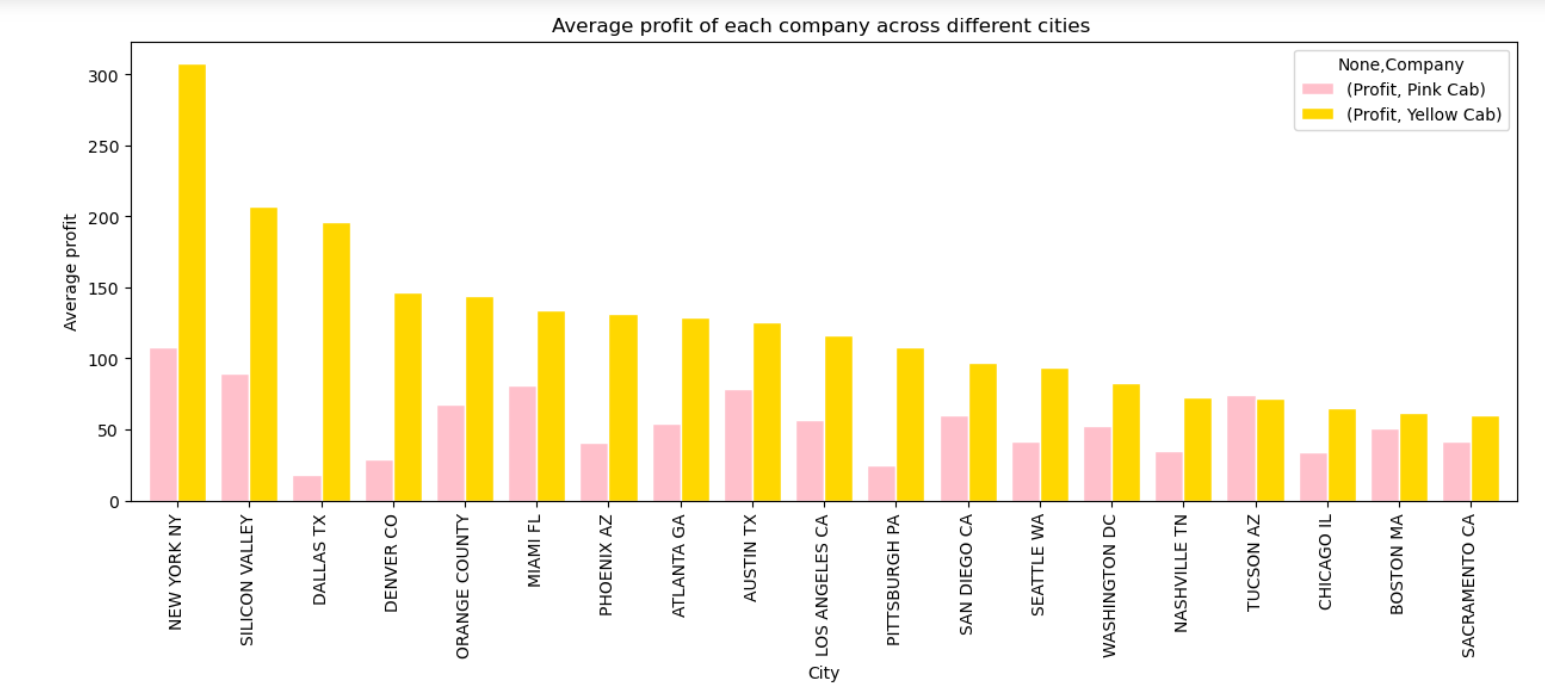 Average profit of each company across different cities
None,Company
(Profit, Pink Cab)
(Profit, Yellow Cab)
Average profit
300
250
200
150
100
50
0
NEW YORK NY
SILICON VALLEY
DALLAS TX
DENVER CO
ORANGE COUNTY
MIAMI FL
PHOENIX AZ
ATLANTA GA
AUSTIN TX
LOS ANGELES CA
PITTSBURGH PA
SAN DIEGO CA
SEATTLE WA
WASHINGTON DC
NASHVILLE TN
TUCSON AZ
CHICAGO IL
BOSTON MA
SACRAMENTO CA
City